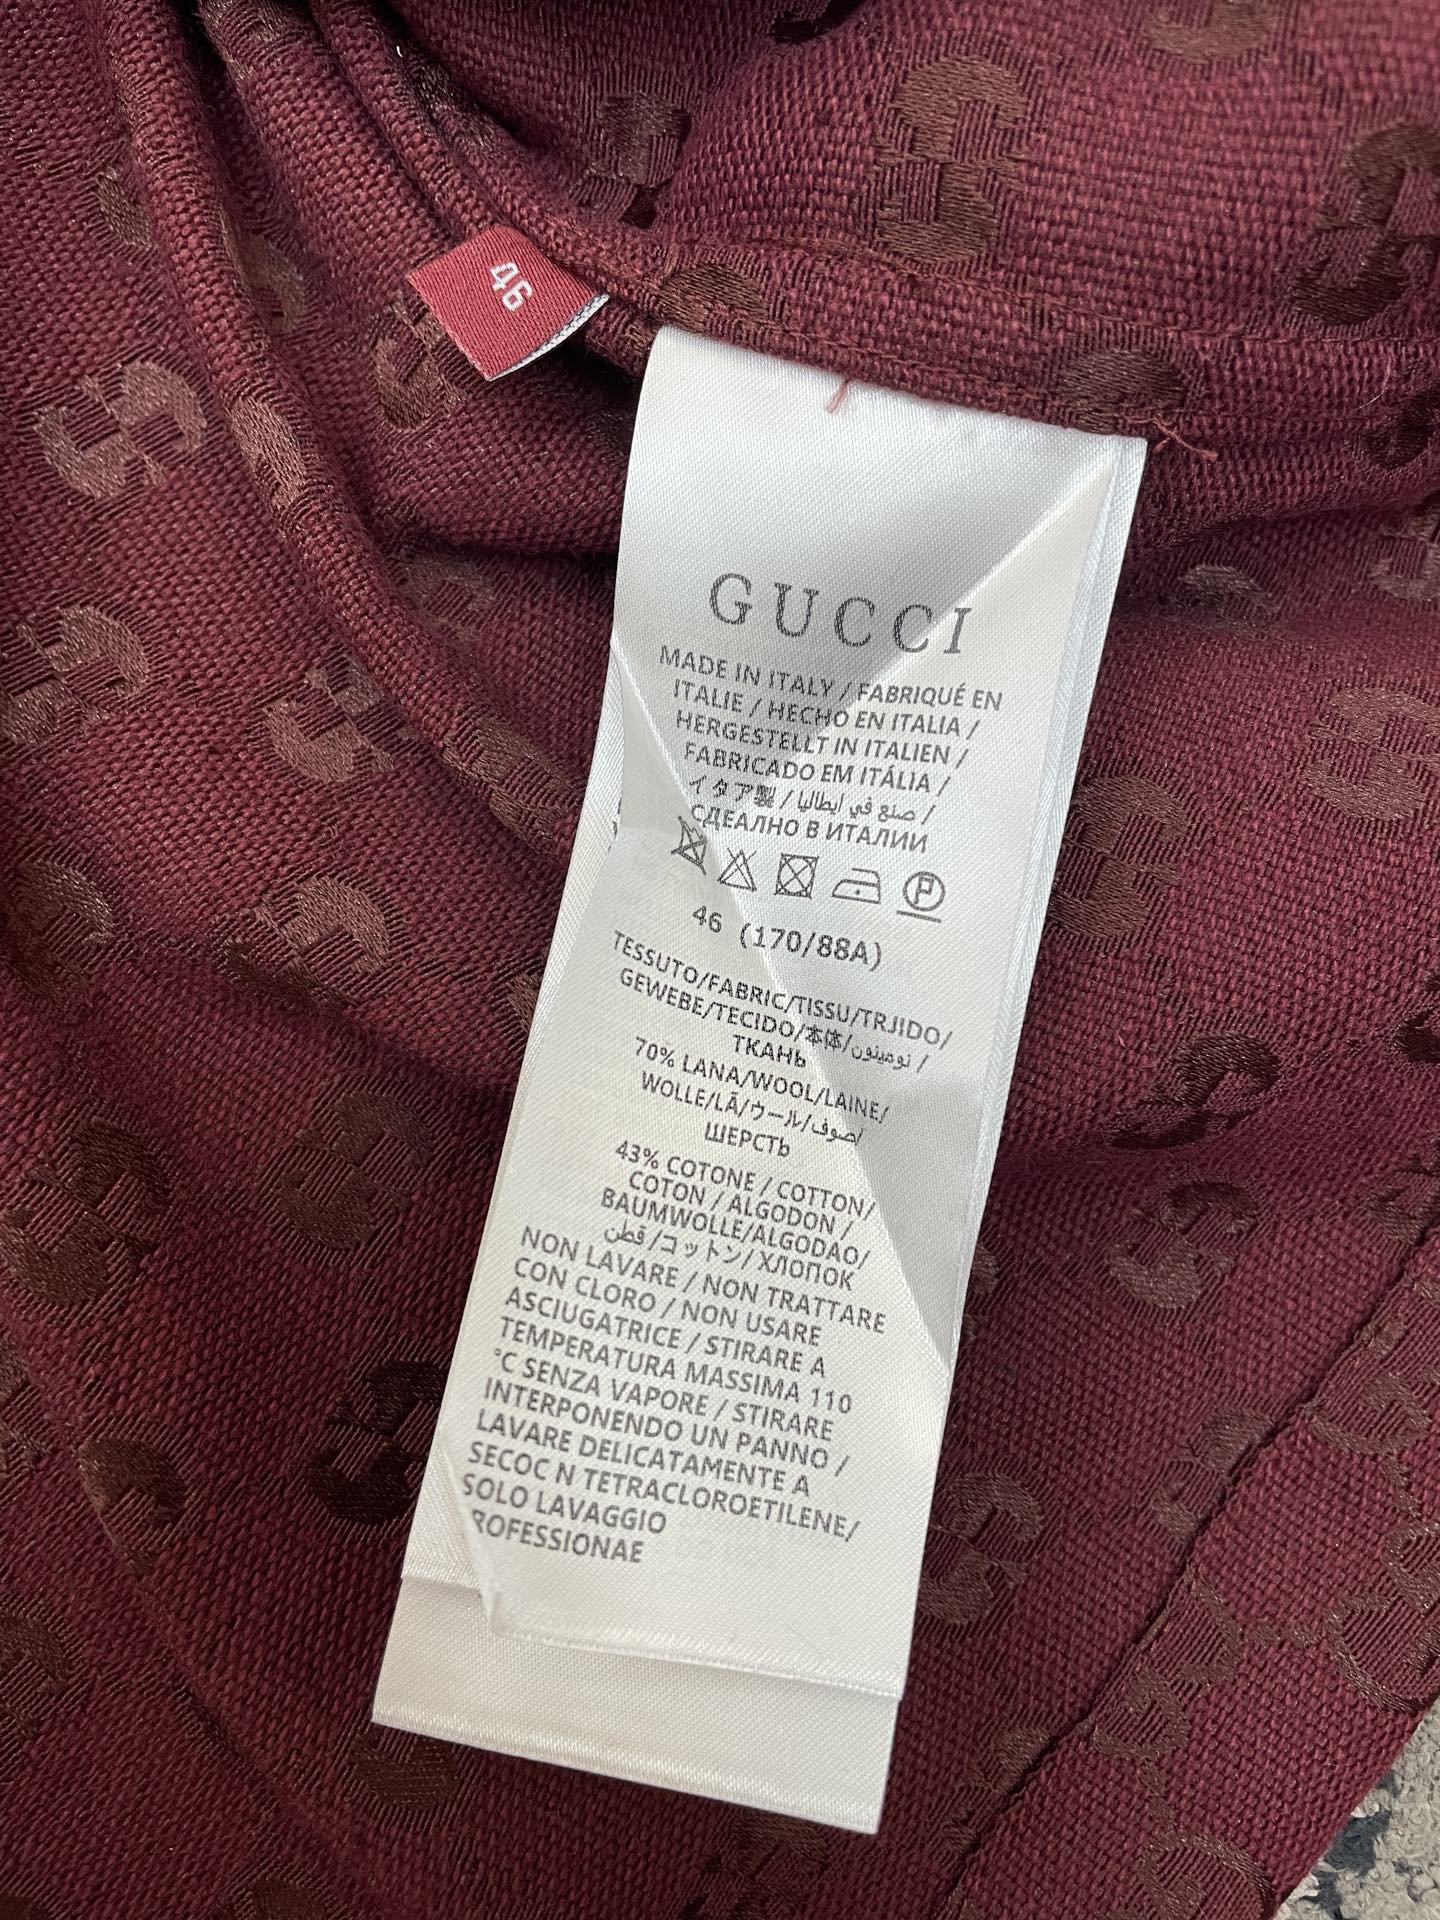 46
GUCCI
MADE IN ITALY / FABRIQUÉ EN
ITALIE / HECHO EN ITALIA /
HERGESTELLT IN ITALIEN /
FABRICADO EM ITÁLIA /
イタア製 / صنع في إيطاليا /
СДЕАЛНО В ИТАЛИИ
P
46 (170/88A)
TESSUTO/FABRIC/TISSU/TRJIDO/
GEWEBE/TECIDO/本体/نومينون /
ТКАНЬ
70% LANA/WOOL/LAINE/
WOLLE/LÃ/ウール/صوف/
ШЕРСТЬ
43% COTONE / COTTON/
COTON / ALGODON /
BAUMWOLLE/ALGODAO/
قطن/コットン/ХЛОПОК
NON LAVARE / NON TRATTARE
CON CLORO / NON USARE
ASCIUGATRICE / STIRARE A
TEMPERATURA MASSIMA 110
°C SENZA VAPORE / STIRARE
INTERPONENDO UN PANNO /
LAVARE DELICATAMENTE A
SECOC N TETRACLOROETILENE/
SOLO LAVAGGIO
ROFESSIONAE